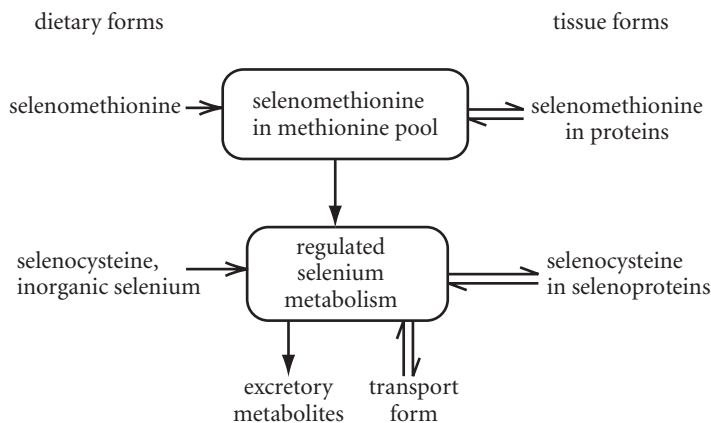 dietary forms
tissue forms
selenomethionine
selenomethionine
in methionine pool
selenomethionine
in proteins
selenocysteine,
inorganic selenium
regulated
selenium
metabolism
selenocysteine
in selenoproteins
excretory
metabolites
transport
form